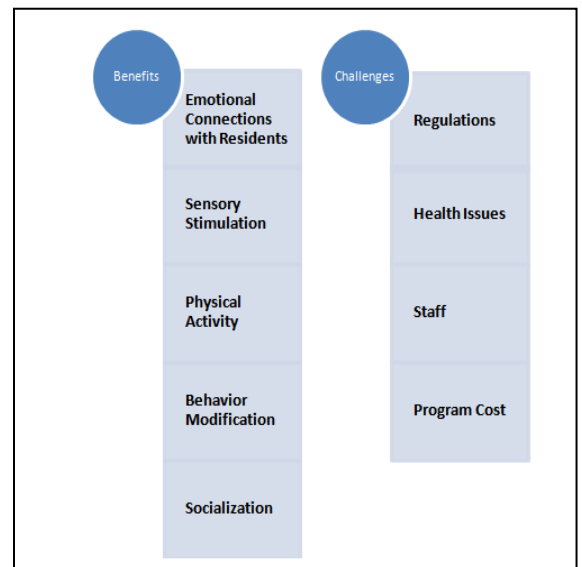 Benefits
Emotional
Connections
with Residents
Sensory
Stimulation
Physical
Activity
Behavior
Modification
Socialization
Challenges
Regulations
Health Issues
Staff
Program Cost